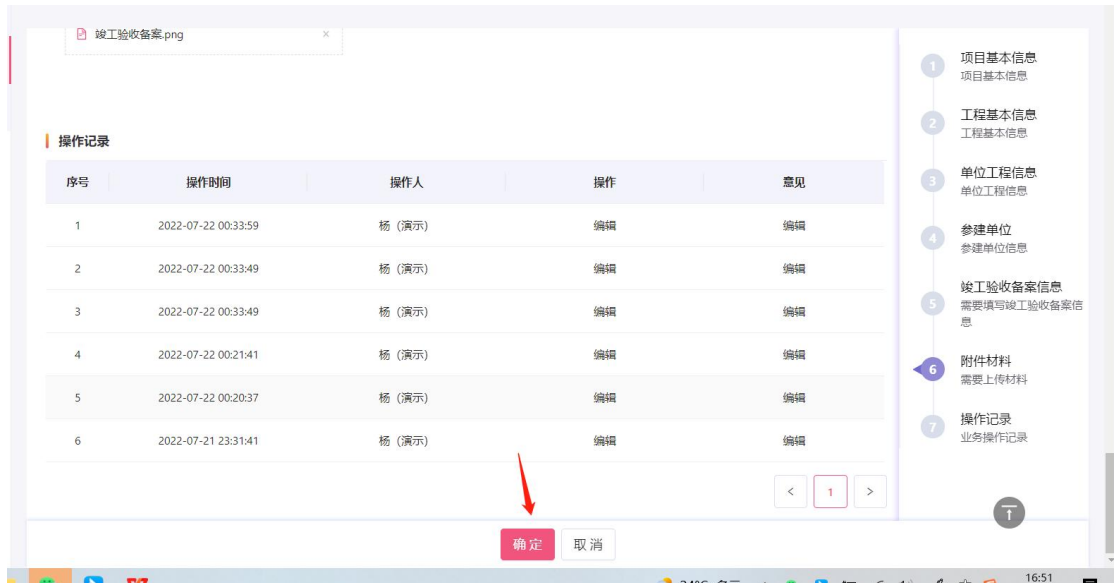 竣工验收备案.png
操作记录
序号 操作时间 操作人 操作 意见
1 2022-07-22 00:33:59 杨（演示） 编辑 编辑
2 2022-07-22 00:33:49 杨（演示） 编辑 编辑
3 2022-07-22 00:33:49 杨（演示） 编辑 编辑
4 2022-07-22 00:21:41 杨（演示） 编辑 编辑
5 2022-07-22 00:20:37 杨（演示） 编辑 编辑
6 2022-07-21 23:31:41 杨（演示） 编辑 编辑
1
确定 取消
1 项目基本信息
项目基本信息
2 工程基本信息
工程基本信息
3 单位工程信息
单位工程信息
4 参建单位
参建单位信息
5 竣工验收备案信息
需要填写竣工验收备案信
息
6 附件材料
需要上传材料
7 操作记录
业务操作记录
16:51